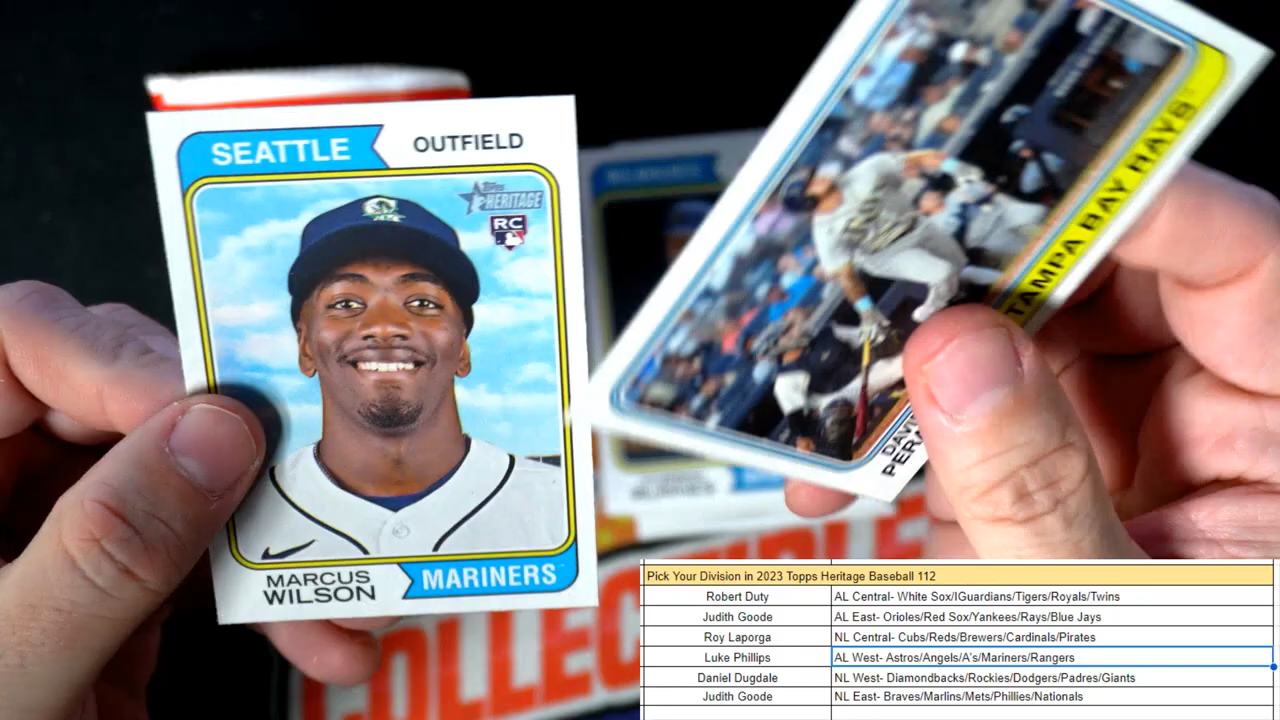 SEATTLE
OUTFIELD
Topps
HERITAGE
RC
MARCUS
WILSON
MARINERS
TAMPA BAY RAYS
MILWAUKEE
Pick Your Division in 2023 Topps Heritage Baseball 112
Robert Duty AL Central- White Sox/IGuardians/Tigers/Royals/Twins
Judith Goode AL East- Orioles/Red Sox/Yankees/Rays/Blue Jays
Roy Laporga NL Central- Cubs/Reds/Brewers/Cardinals/Pirates
Luke Phillips AL West- Astros/Angels/A's/Mariners/Rangers
Daniel Dugdale NL West- Diamondbacks/Rockies/Dodgers/Padres/Giants
Judith Goode NL East- Braves/Marlins/Mets/Phillies/Nationals